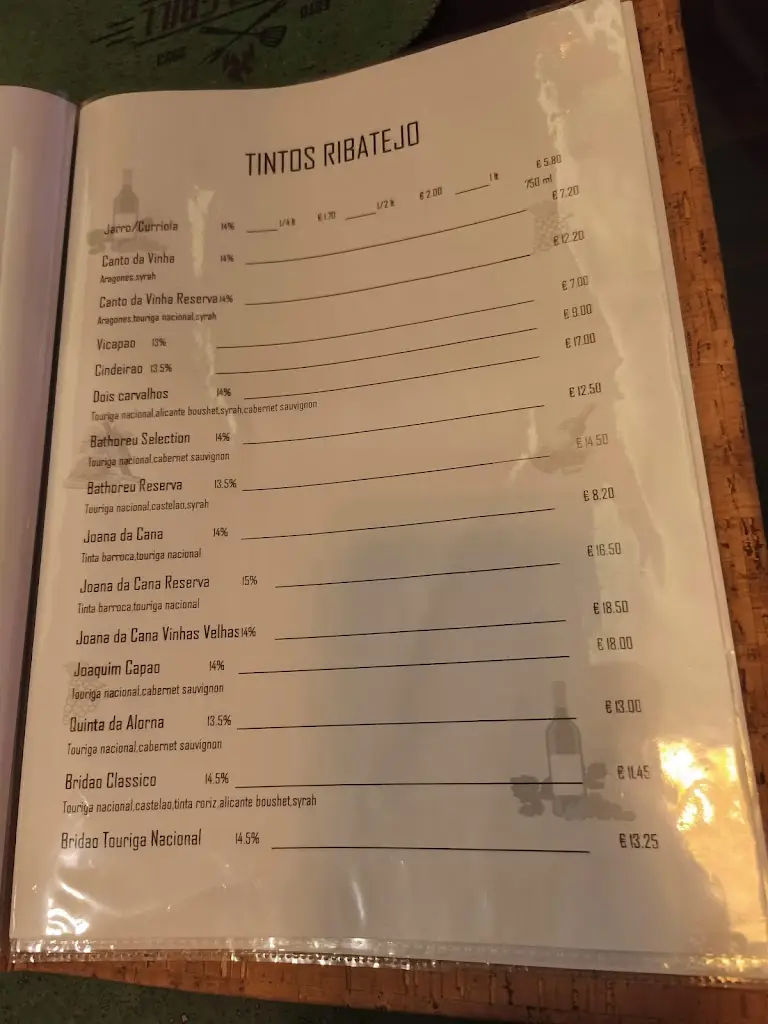 GRILL
ESTD
2023
TINTOS RIBATEJO
Jarro/Curriola 14% 1/4 lt € 1.70 1/2 lt € 2.00 1 lt € 5.80
750 ml
Canto da Vinha 14% € 7.20
Aragones,syrah
Canto da Vinha Reserva 14% € 12.20
Aragones,touriga nacional,syrah
Vicapao 13% € 7.00
Cindeirao 13.5% € 9.00
Dois carvalhos 14% € 17.00
Touriga nacional,alicante boushet,syrah,cabernet sauvignon
Bathoreu Selection 14% € 12.50
Touriga nacional,cabernet sauvignon
Bathoreu Reserva 13.5% € 14.50
Touriga nacional,castelao,syrah
Joana da Cana 14% € 8.20
Tinta barroca,touriga nacional
Joana da Cana Reserva 15% € 16.50
Tinta barroca,touriga nacional
Joana da Cana Vinhas Velhas 14% € 18.50
Joaquim Capao 14% € 18.00
Touriga nacional,cabernet sauvignon
Quinta da Alorna 13.5% € 13.00
Touriga nacional,cabernet sauvignon
Bridao Classico 14.5% € 11.45
Touriga nacional,castelao,tinta roriz,alicante boushet,syrah
Bridao Touriga Nacional 14.5% € 13.25